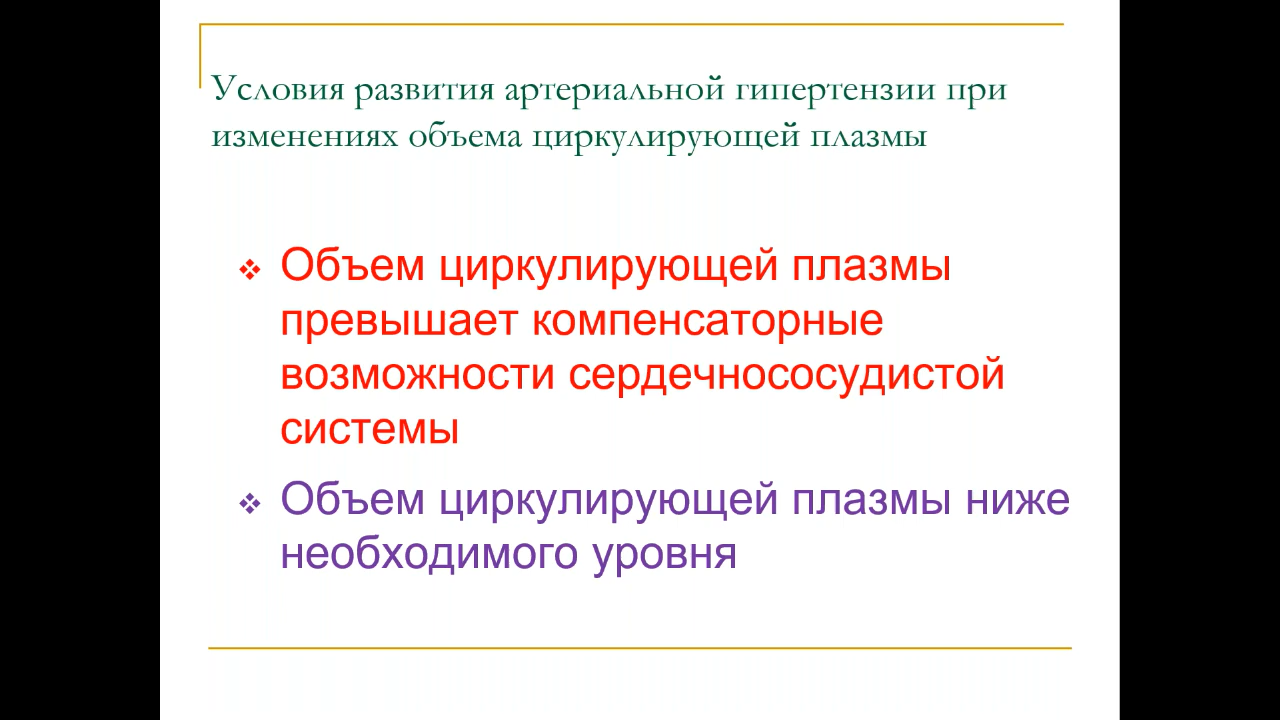 Условия развития артериальной гипертензии при
изменениях объема циркулирующей плазмы
Объем циркулирующей плазмы
превышает компенсаторные
возможности сердечнососудистой
системы
Объем циркулирующей плазмы ниже
необходимого уровня